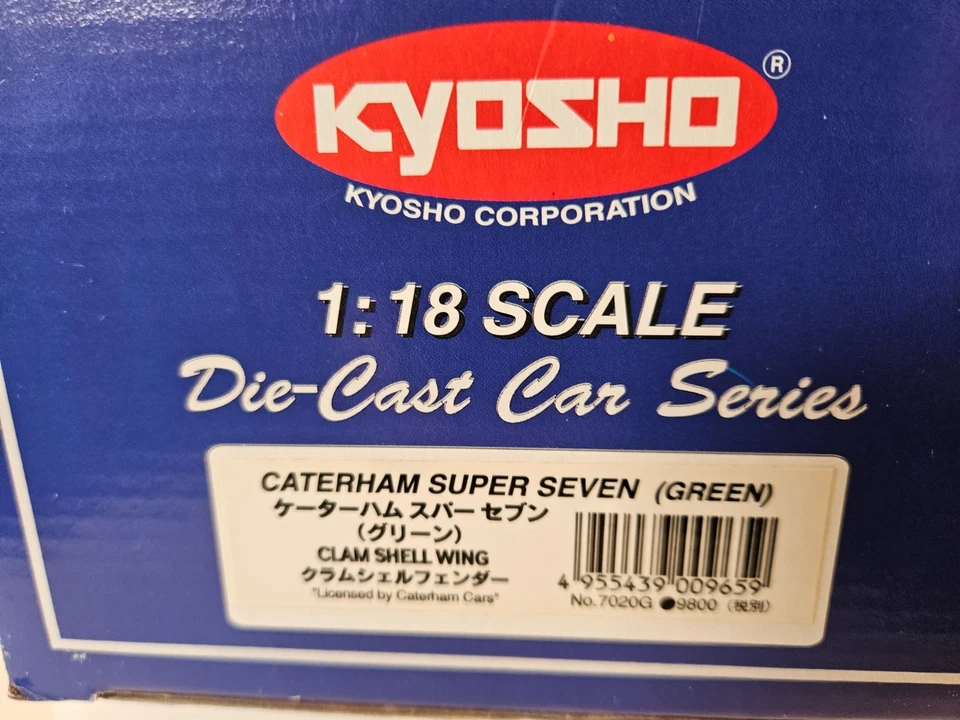 KYOSHO ®
KYOSHO CORPORATION
1:18 SCALE
Die-Cast Car Series
CATERHAM SUPER SEVEN (GREEN)
ケーターハム スパー セブン
（グリーン）
CLAM SHELL WING
クラムシェルフェンダー
"Licensed by Caterham Cars"
4 955439 009659
No.7020G ●9800（税別）